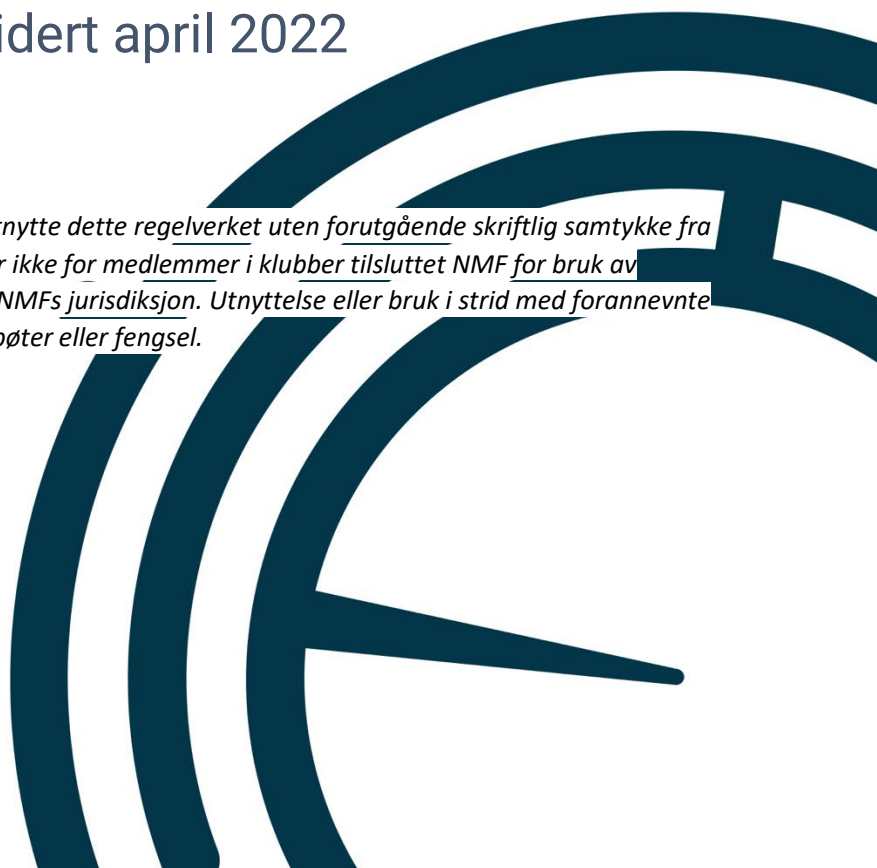 idert april 2022
tnytte dette regelverket uten forutgående skriftlig samtykke fra
r ikke for medlemmer i klubber tilsluttet NMF for bruk av
NMFs jurisdiksjon. Utnyttelse eller bruk i strid med forannevnte
bøter eller fengsel.